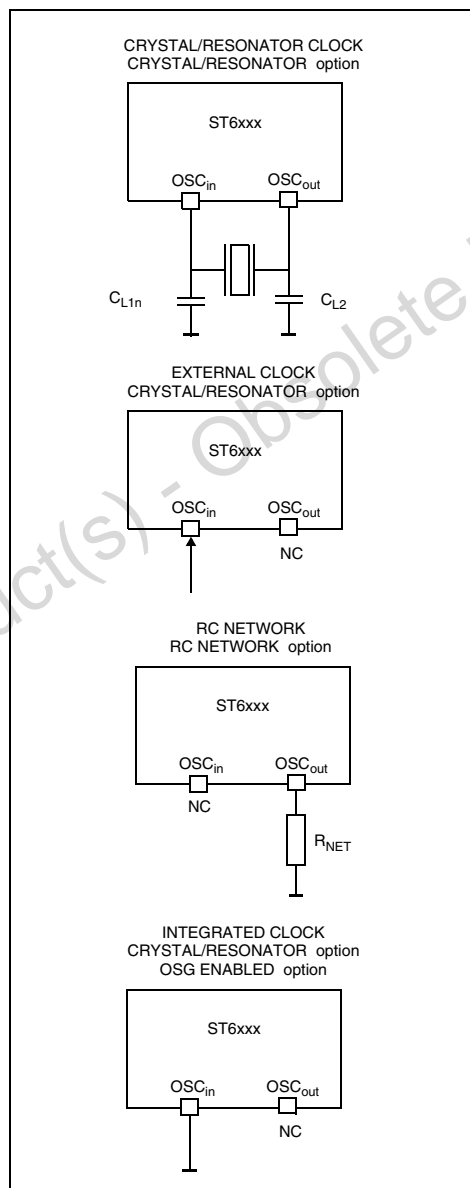 CRYSTAL/RESONATOR CLOCK
CRYSTAL/RESONATOR option
ST6xxx
OSCin OSCout
CL1n CL2
EXTERNAL CLOCK
CRYSTAL/RESONATOR option
ST6xxx
OSCin OSCout
NC
RC NETWORK
RC NETWORK option
ST6xxx
OSCin OSCout
NC
RNET
INTEGRATED CLOCK
CRYSTAL/RESONATOR option
OSG ENABLED option
ST6xxx
OSCin OSCout
NC
duct(s) - Obsolete